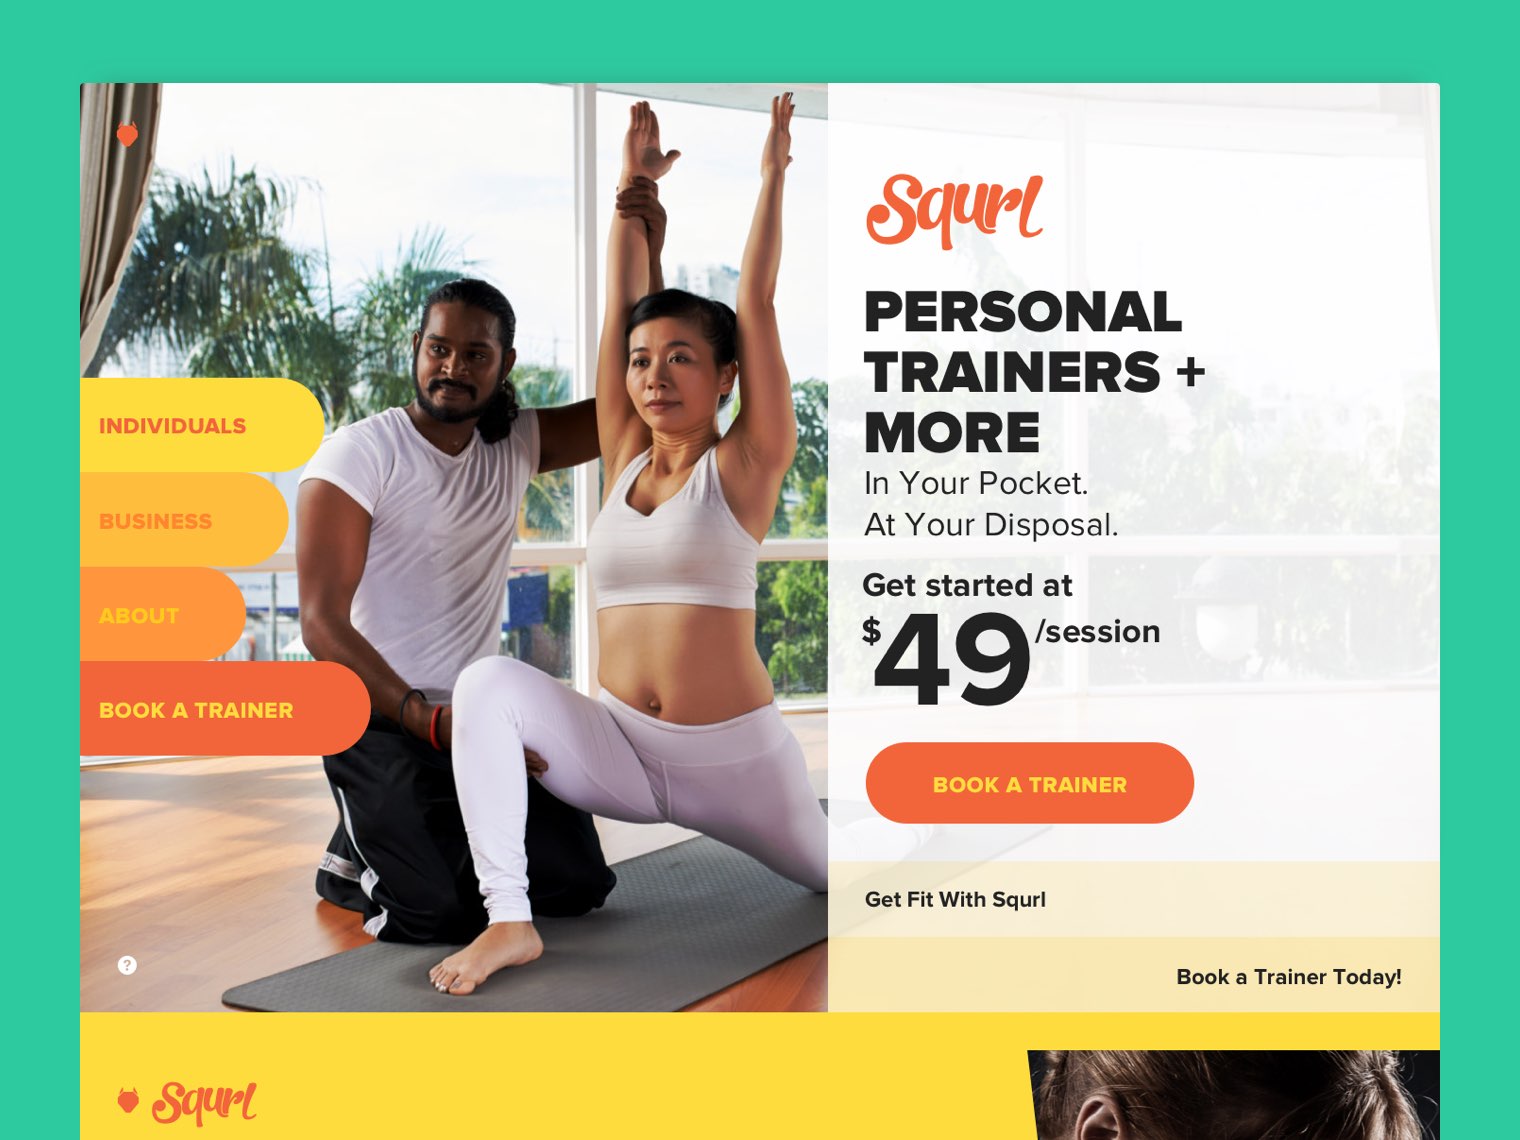 INDIVIDUALS
BUSINESS
ABOUT
BOOK A TRAINER
?
Squrl
PERSONAL
TRAINERS +
MORE
In Your Pocket.
At Your Disposal.
Get started at
$49/session
BOOK A TRAINER
Get Fit With Squrl
Book a Trainer Today!
Squrl